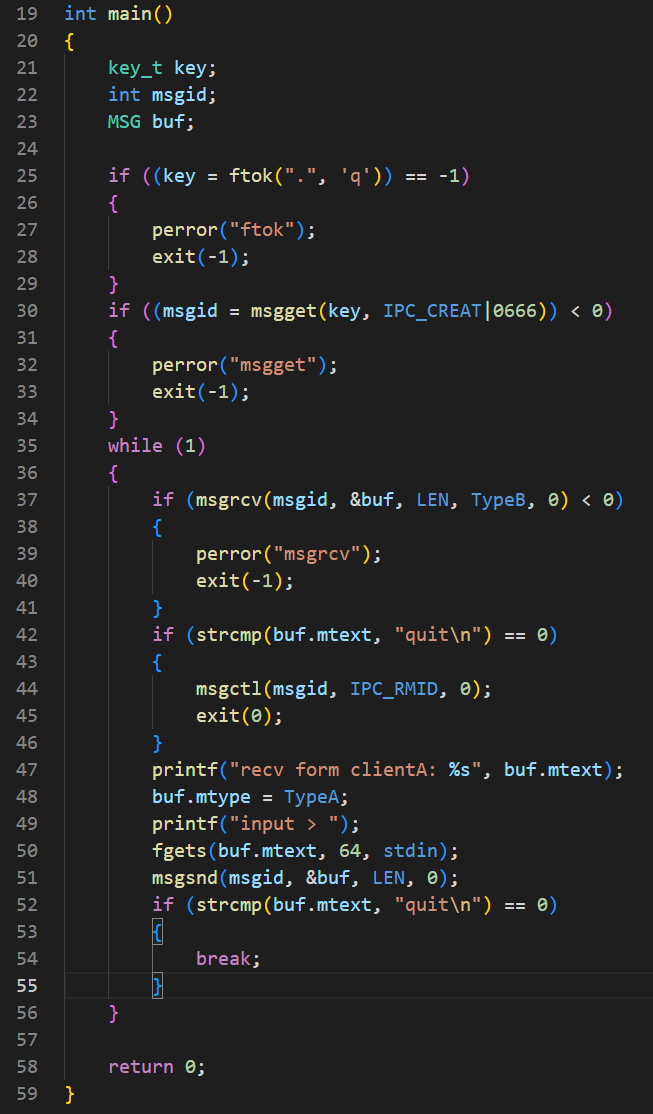 19 int main()
20 {
21     key_t key;
22     int msgid;
23     MSG buf;
24
25     if ((key = ftok(".", 'q')) == -1)
26     {
27         perror("ftok");
28         exit(-1);
29     }
30     if ((msgid = msgget(key, IPC_CREAT|0666)) < 0)
31     {
32         perror("msgget");
33         exit(-1);
34     }
35     while (1)
36     {
37         if (msgrcv(msgid, &buf, LEN, TypeB, 0) < 0)
38         {
39             perror("msgrcv");
40             exit(-1);
41         }
42         if (strcmp(buf.mtext, "quit\n") == 0)
43         {
44             msgctl(msgid, IPC_RMID, 0);
45             exit(0);
46         }
47         printf("recv form clientA: %s", buf.mtext);
48         buf.mtype = TypeA;
49         printf("input > ");
50         fgets(buf.mtext, 64, stdin);
51         msgsnd(msgid, &buf, LEN, 0);
52         if (strcmp(buf.mtext, "quit\n") == 0)
53         {
54             break;
55         }
56     }
57
58     return 0;
59 }